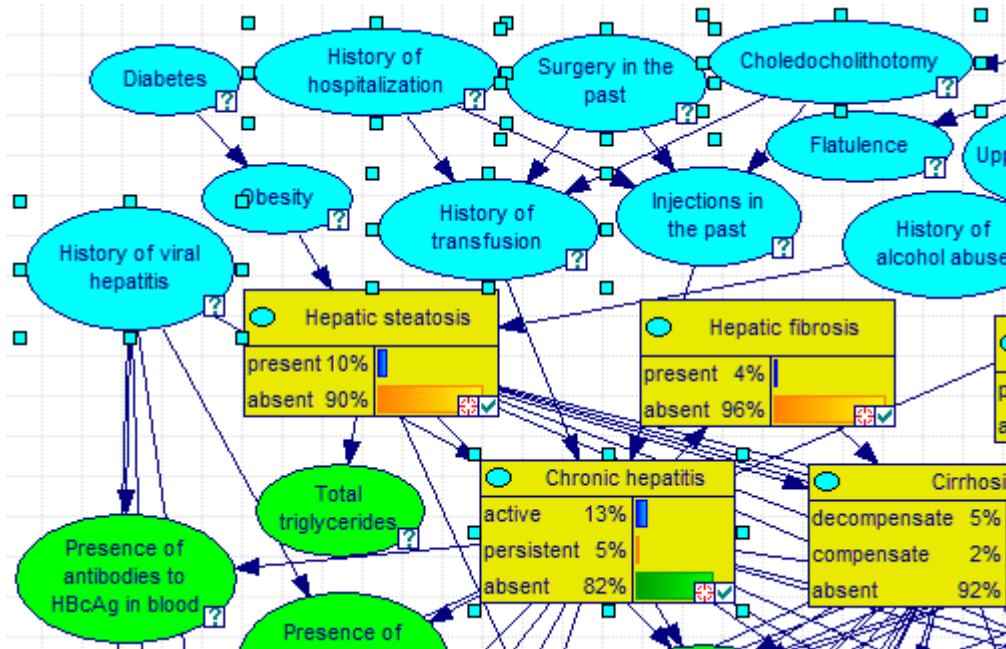 Diabetes
History of
hospitalization
Surgery in the
past
Choledocholithotomy
Flatulence
Upp
Obesity
History of
transfusion
Injections in
the past
History of
alcohol abuse
History of viral
hepatitis
Hepatic steatosis
present 10%
absent 90%
Hepatic fibrosis
present 4%
absent 96%
Total
triglycerides
Chronic hepatitis
active 13%
persistent 5%
absent 82%
Cirrhosi
decompensate 5%
compensate 2%
absent 92%
Presence of
antibodies to
HBcAg in blood
Presence of